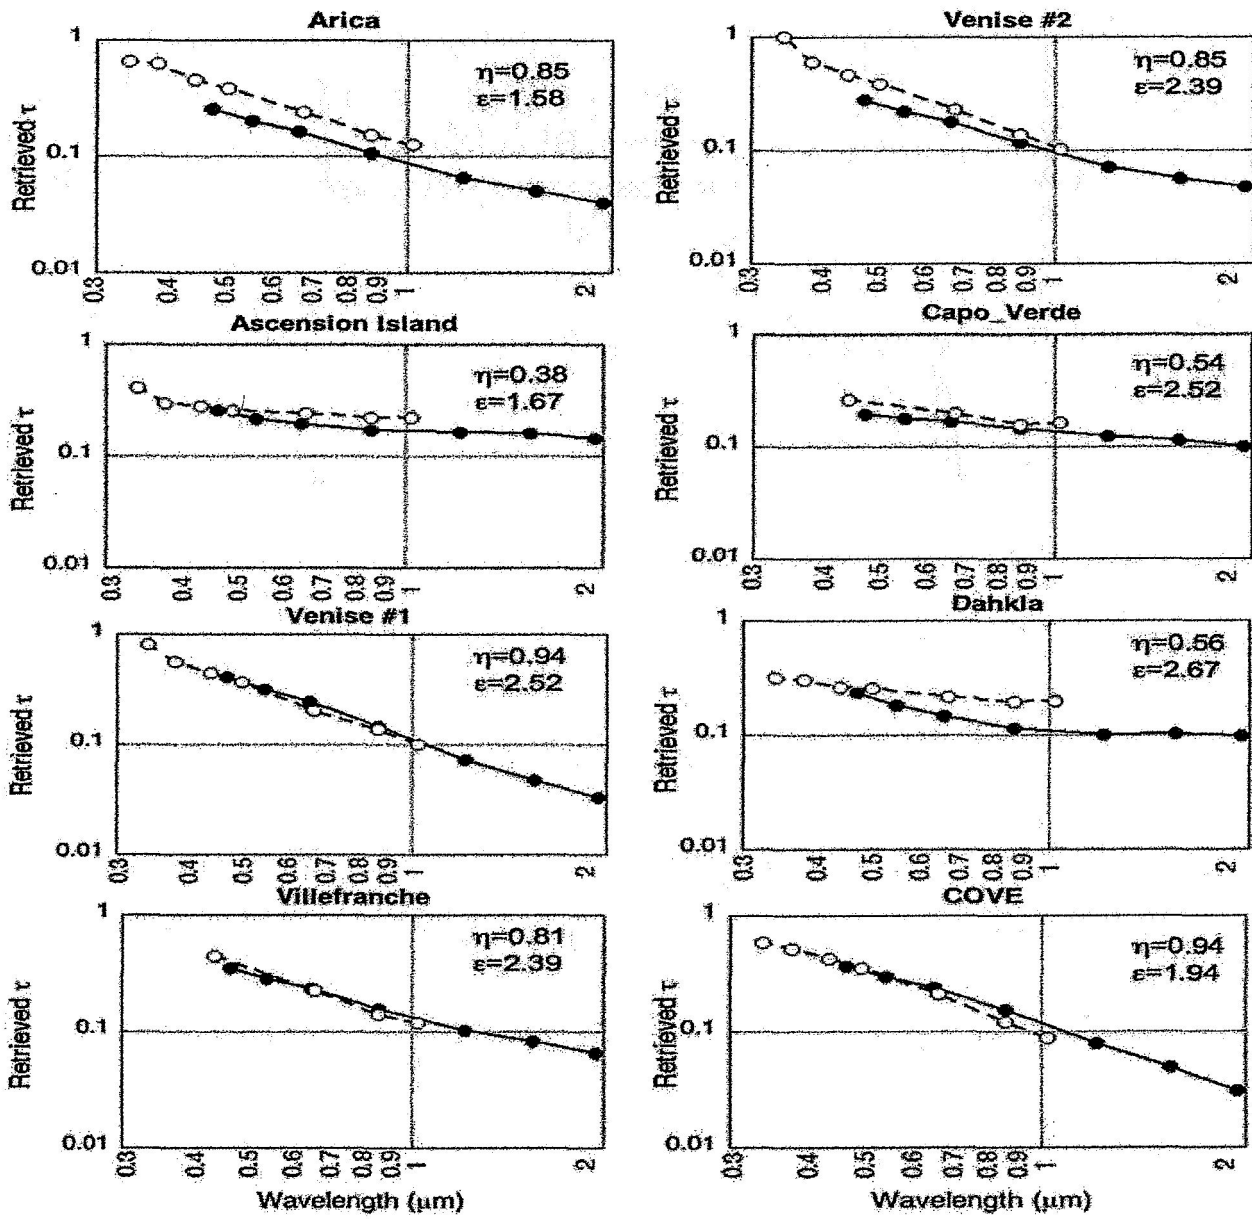 Arica
1
η=0.85
ε=1.58
Retrieved τ
0.1
0.01
0.3
0.4
0.5
0.6
0.7
0.8
0.9
1
2
Venise #2
1
η=0.85
ε=2.39
Retrieved τ
0.1
0.01
0.3
0.4
0.5
0.6
0.7
0.8
0.9
1
2
Ascension Island
1
η=0.38
ε=1.67
Retrieved τ
0.1
0.01
0.3
0.4
0.5
0.6
0.7
0.8
0.9
1
2
Capo_Verde
1
η=0.54
ε=2.52
Retrieved τ
0.1
0.01
0.3
0.4
0.5
0.6
0.7
0.8
0.9
1
2
Venise #1
1
η=0.94
ε=2.52
Retrieved τ
0.1
0.01
0.3
0.4
0.5
0.6
0.7
0.8
0.9
1
2
Dahkla
1
η=0.56
ε=2.67
Retrieved τ
0.1
0.01
0.3
0.4
0.5
0.6
0.7
0.8
0.9
1
2
Villefranche
1
η=0.81
ε=2.39
Retrieved τ
0.1
0.01
0.3
0.4
0.5
0.6
0.7
0.8
0.9
1
2
Wavelength (μm)
COVE
1
η=0.94
ε=1.94
Retrieved τ
0.1
0.01
0.3
0.4
0.5
0.6
0.7
0.8
0.9
1
2
Wavelength (μm)